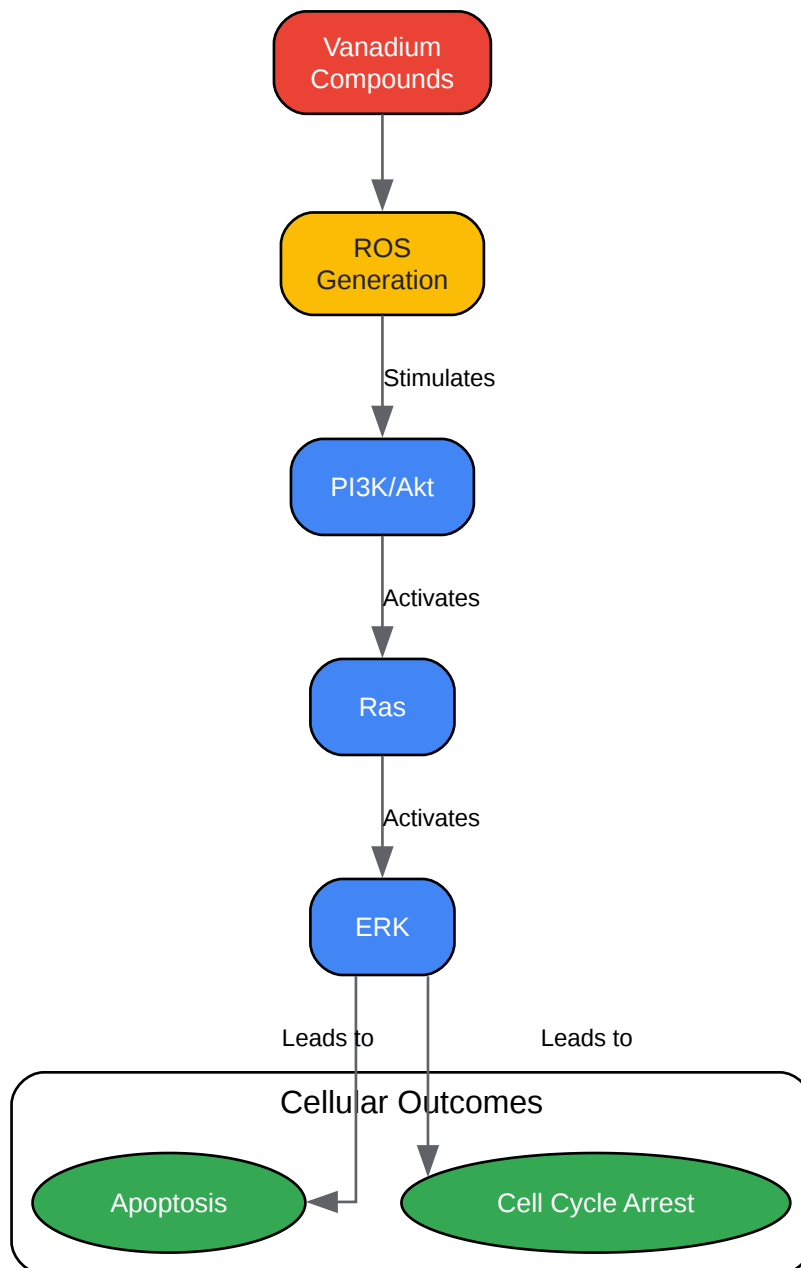 Vanadium
Compounds
ROS
Generation
Stimulates
PI3K/Akt
Activates
Ras
Activates
ERK
Leads to
Leads to
Cellular Outcomes
Apoptosis
Cell Cycle Arrest